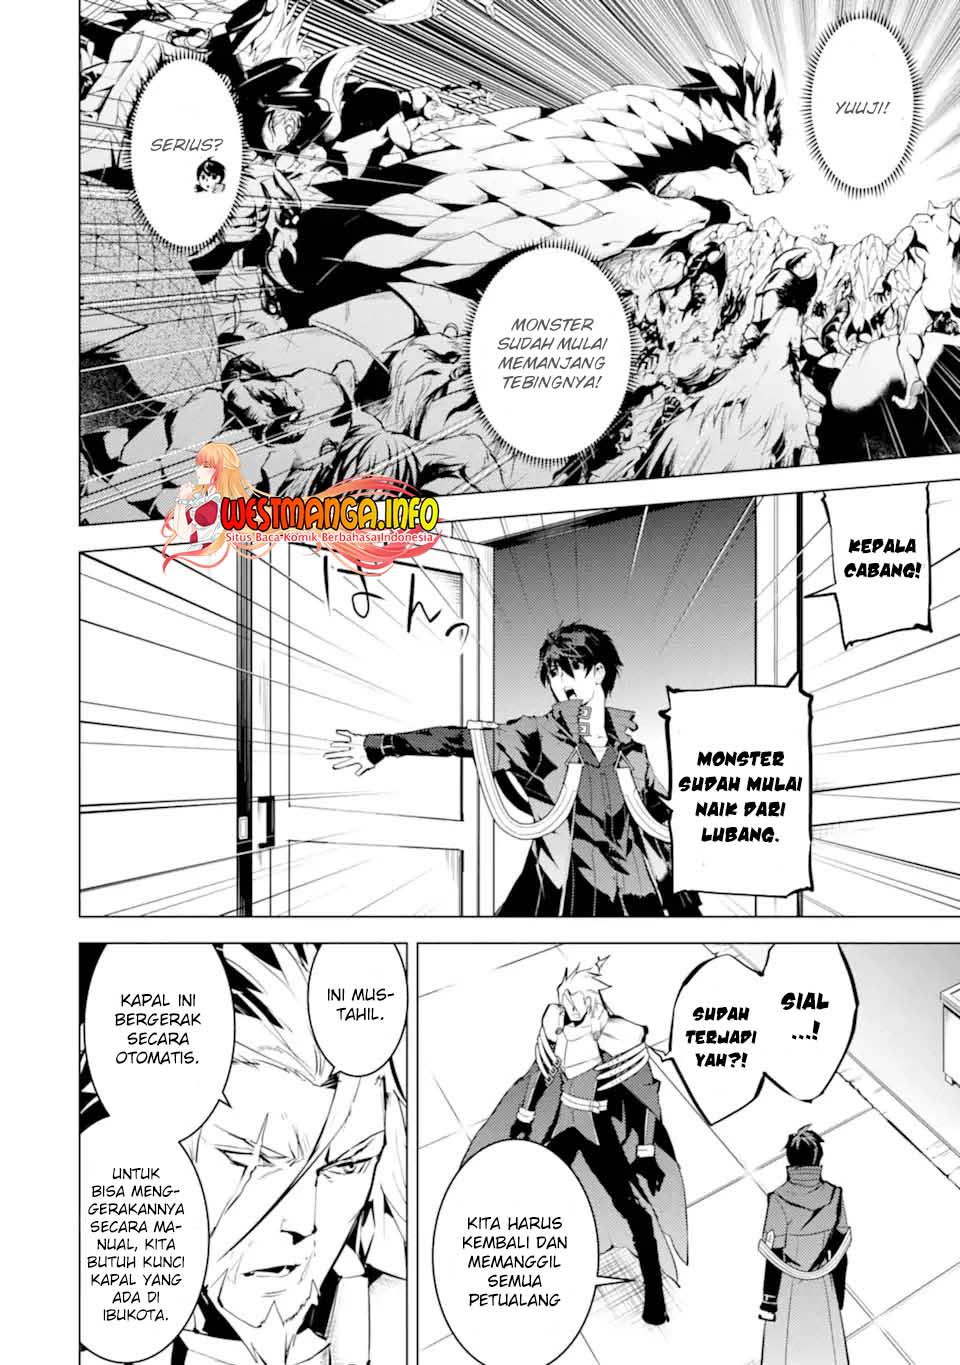 YUUJI!
SERIUS?
MONSTER
SUDAH MULAI
MEMANJANG
TEBINGNYA!
WESTMANGA.INFO
Situs Baca Komik Berbahasa Indonesia
KEPALA
CABANG!
ばんっ
MONSTER
SUDAH MULAI
NAIK DARI
LUBANG.
SIAL
...!
SUDAH
TERJADI
YAH?!
KITA HARUS
KEMBALI DAN
MEMANGGIL
SEMUA
PETUALANG
INI MUS-
TAHIL.
KAPAL INI
BERGERAK
SECARA
OTOMATIS.
UNTUK
BISA MENG-
GERAKANNYA
SECARA MA-
NUAL, KITA
BUTUH KUNCI
KAPAL YANG
ADA DI
IBUKOTA.